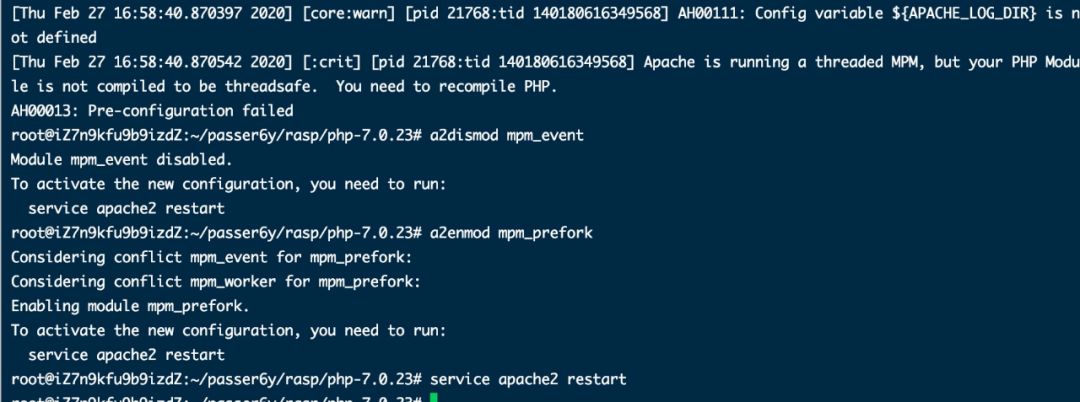 [Thu Feb 27 16:58:40.870397 2020] [core:warn] [pid 21768:tid 140180616349568] AH00111: Config variable ${APACHE_LOG_DIR} is n
ot defined
[Thu Feb 27 16:58:40.870542 2020] [:crit] [pid 21768:tid 140180616349568] Apache is running a threaded MPM, but your PHP Modu
le is not compiled to be threadsafe.  You need to recompile PHP.
AH00013: Pre-configuration failed
root@iZ7n9kfu9b9izdZ:~/passer6y/rasp/php-7.0.23# a2dismod mpm_event
Module mpm_event disabled.
To activate the new configuration, you need to run:
  service apache2 restart
root@iZ7n9kfu9b9izdZ:~/passer6y/rasp/php-7.0.23# a2enmod mpm_prefork
Considering conflict mpm_event for mpm_prefork:
Considering conflict mpm_worker for mpm_prefork:
Enabling module mpm_prefork.
To activate the new configuration, you need to run:
  service apache2 restart
root@iZ7n9kfu9b9izdZ:~/passer6y/rasp/php-7.0.23# service apache2 restart
root@iZ7n9kfu9b9izdZ:~/passer6y/rasp/php-7.0.23#